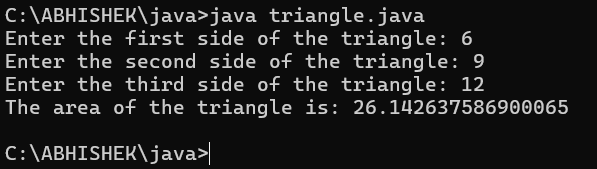 C:\ABHISHEK\java>java triangle.java
Enter the first side of the triangle: 6
Enter the second side of the triangle: 9
Enter the third side of the triangle: 12
The area of the triangle is: 26.142637586900065
C:\ABHISHEK\java>